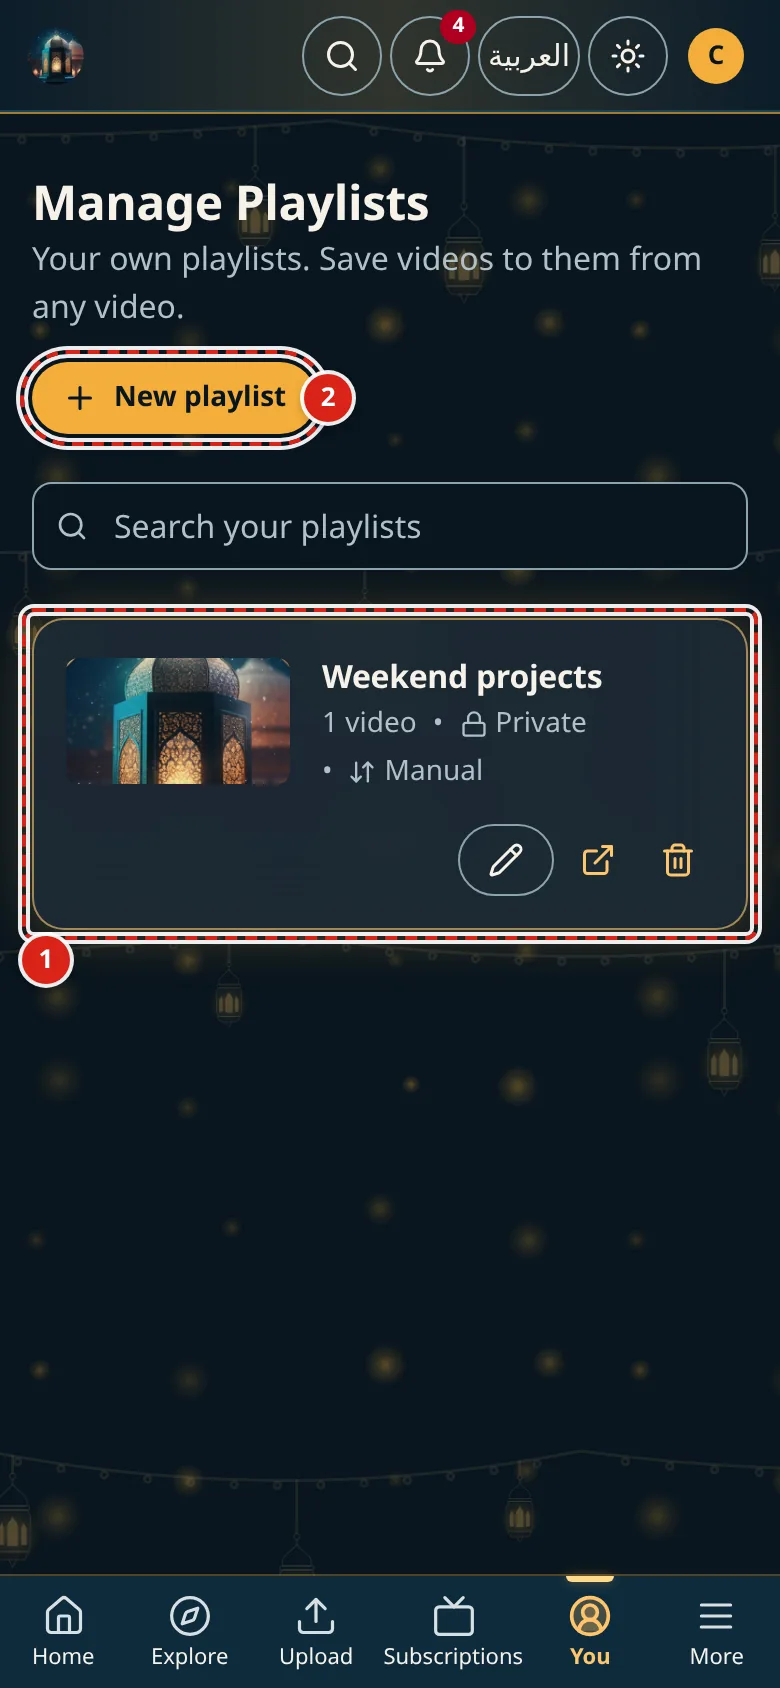 4
العربية
C
Manage Playlists
Your own playlists. Save videos to them from
any video.
New playlist
2
Search your playlists
Weekend projects
1 video • Private
• Manual
1
Home
Explore
Upload
Subscriptions
You
More